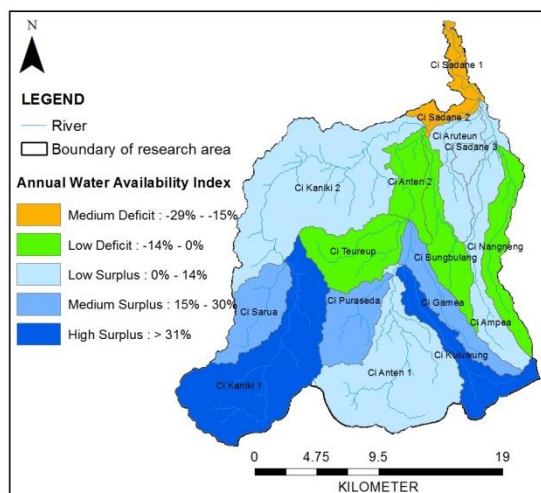 N
LEGEND
River
Boundary of research area
Annual Water Availability Index
Medium Deficit : -29% - -15%
Low Deficit : -14% - 0%
Low Surplus : 0% - 14%
Medium Surplus : 15% - 30%
High Surplus : > 31%
Ci Sadane 1
Ci Sadane 2
Ci Aruteun
Ci Sadane 3
Ci Kaniki 2
Ci Anten 2
Ci Teureup
Ci Bungbulang
Ci Nangneng
Ci Sarua
Ci Puraseda
Ci Gamea
Ci Ampea
Ci Kuluwung
Ci Kaniki 1
Ci Anten 1
0 4.75 9.5 19
KILOMETER